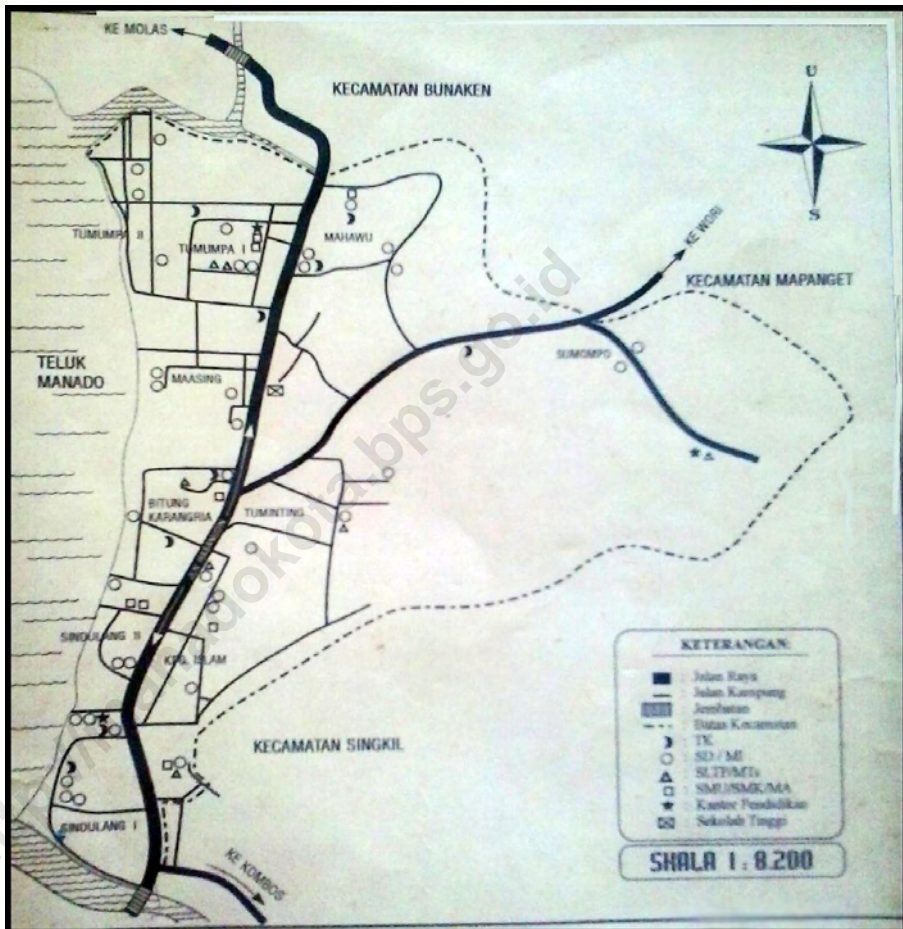 KE MOLAS
KECAMATAN BUNAKEN
U
S
KE WORI
KECAMATAN MAPANGET
TUMUMPA II
TUMUMPA I
MAHAWU
SUMOMPO
TELUK
MANADO
MAASING
BITUNG
KARANGRIA
TUMINTING
SINDULANG II
KPG. ISLAM
KECAMATAN SINGKIL
SINDULANG I
KE KOMBOS
KETERANGAN:
: Jalan Raya
: Jalan Kampung
: Jembatan
: Batas Kecamatan
: TK
: SD / MI
: SLTP/MTs
: SMU/SMK/MA
: Kantor Pendidikan
: Sekolah Tinggi
SKALA 1 : 8.200
dokota.bps.go.id